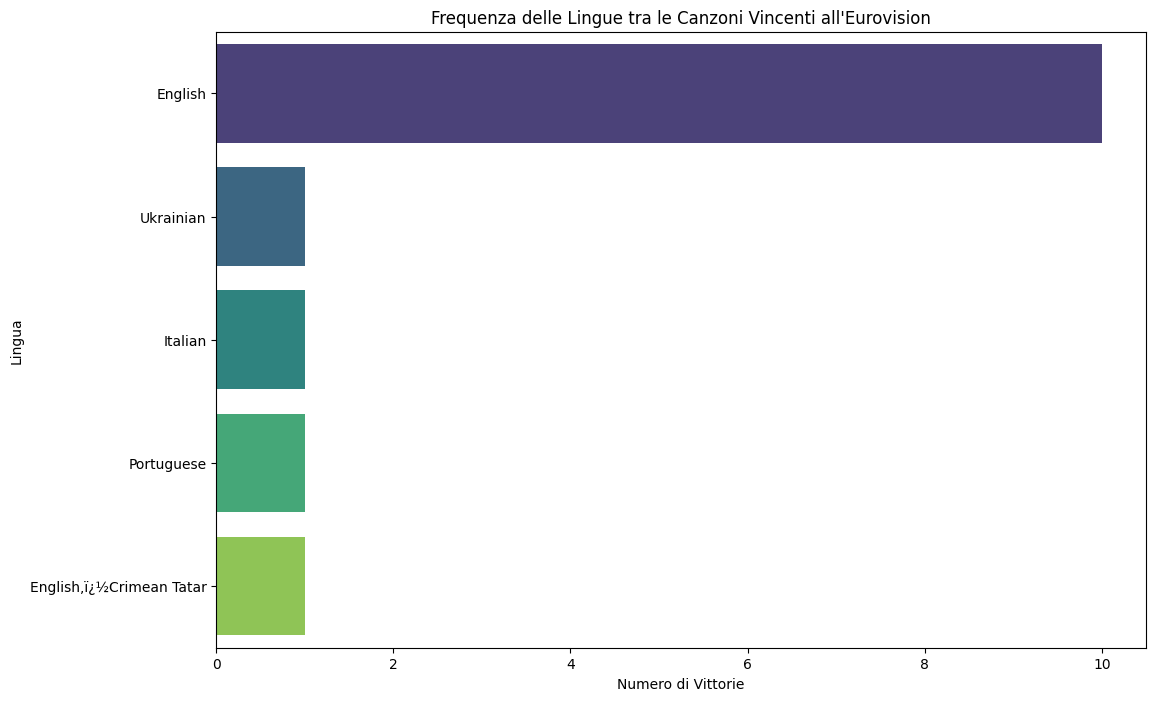 Frequenza delle Lingue tra le Canzoni Vincenti all'Eurovision
English
Ukrainian
Italian
Portuguese
English,ï¿½Crimean Tatar
Lingua
0 2 4 6 8 10
Numero di Vittorie